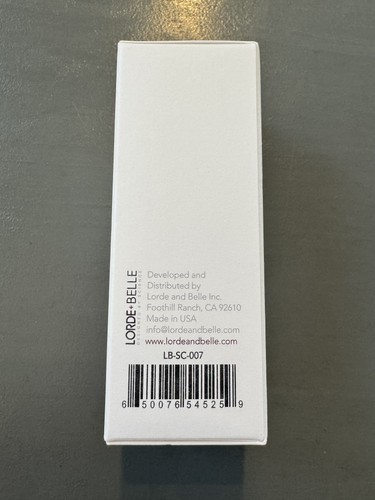 LORDE+BELLE
Developed and
Distributed by
Lorde and Belle Inc.
Foothill Ranch, CA 92610
Made in USA
info@lordeandbelle.com
www.lordeandbelle.com
LB-SC-007
6 50076 54525 9